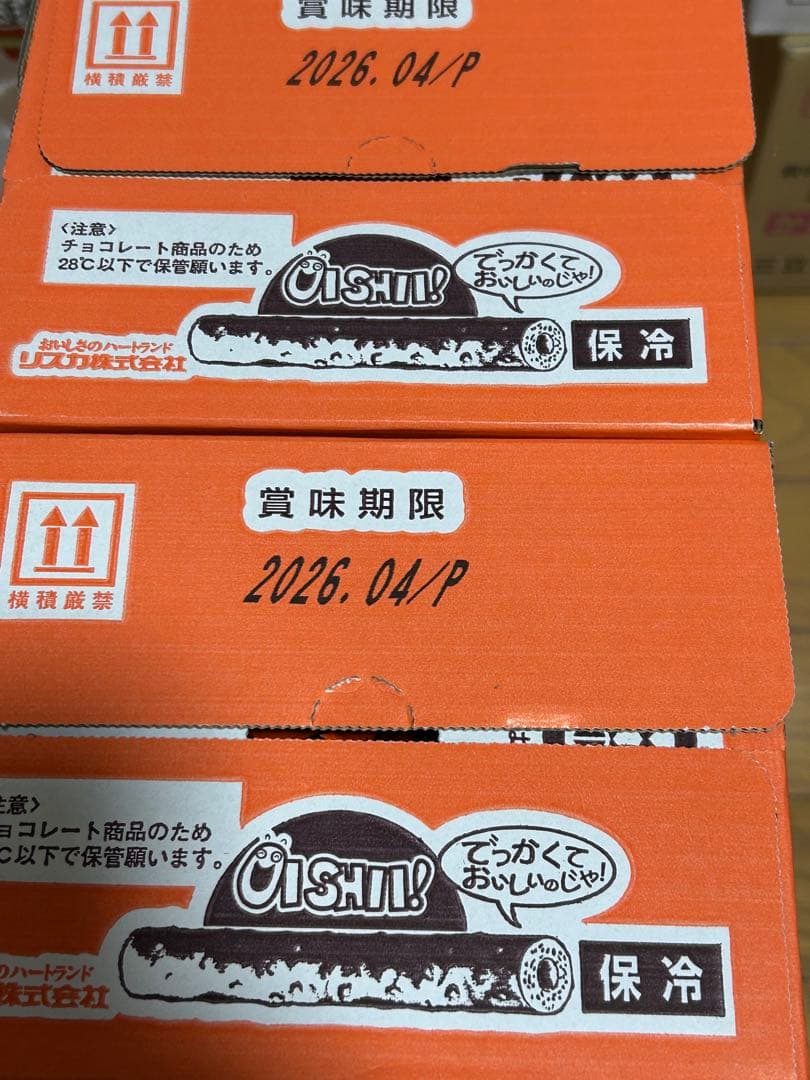 賞味期限
2026.04/P
横積厳禁
〈注意〉
チョコレート商品のため
28℃以下で保管願います。
OISHII!
でっかくて
おいしいのじゃ!
保冷
おいしさのハートランド
リスカ株式会社
賞味期限
2026.04/P
横積厳禁
注意〉
ョコレート商品のため
℃以下で保管願います。
OISHII!
でっかくて
おいしいのじゃ!
保冷
のハートランド
株式会社